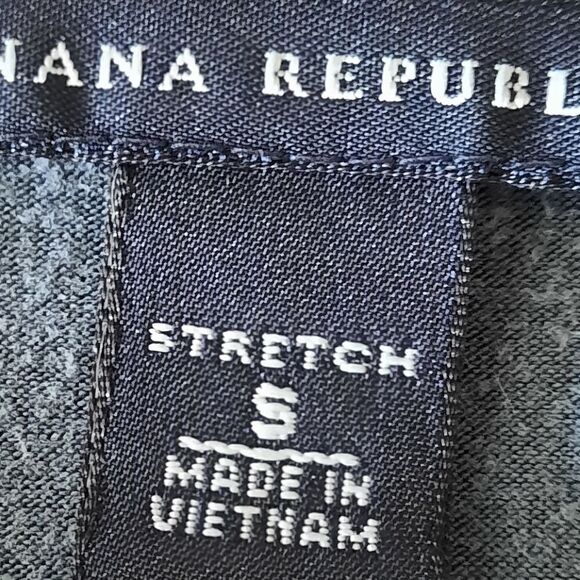 NANA REPUBL
STRETCH
S
MADE IN
VIETNAM